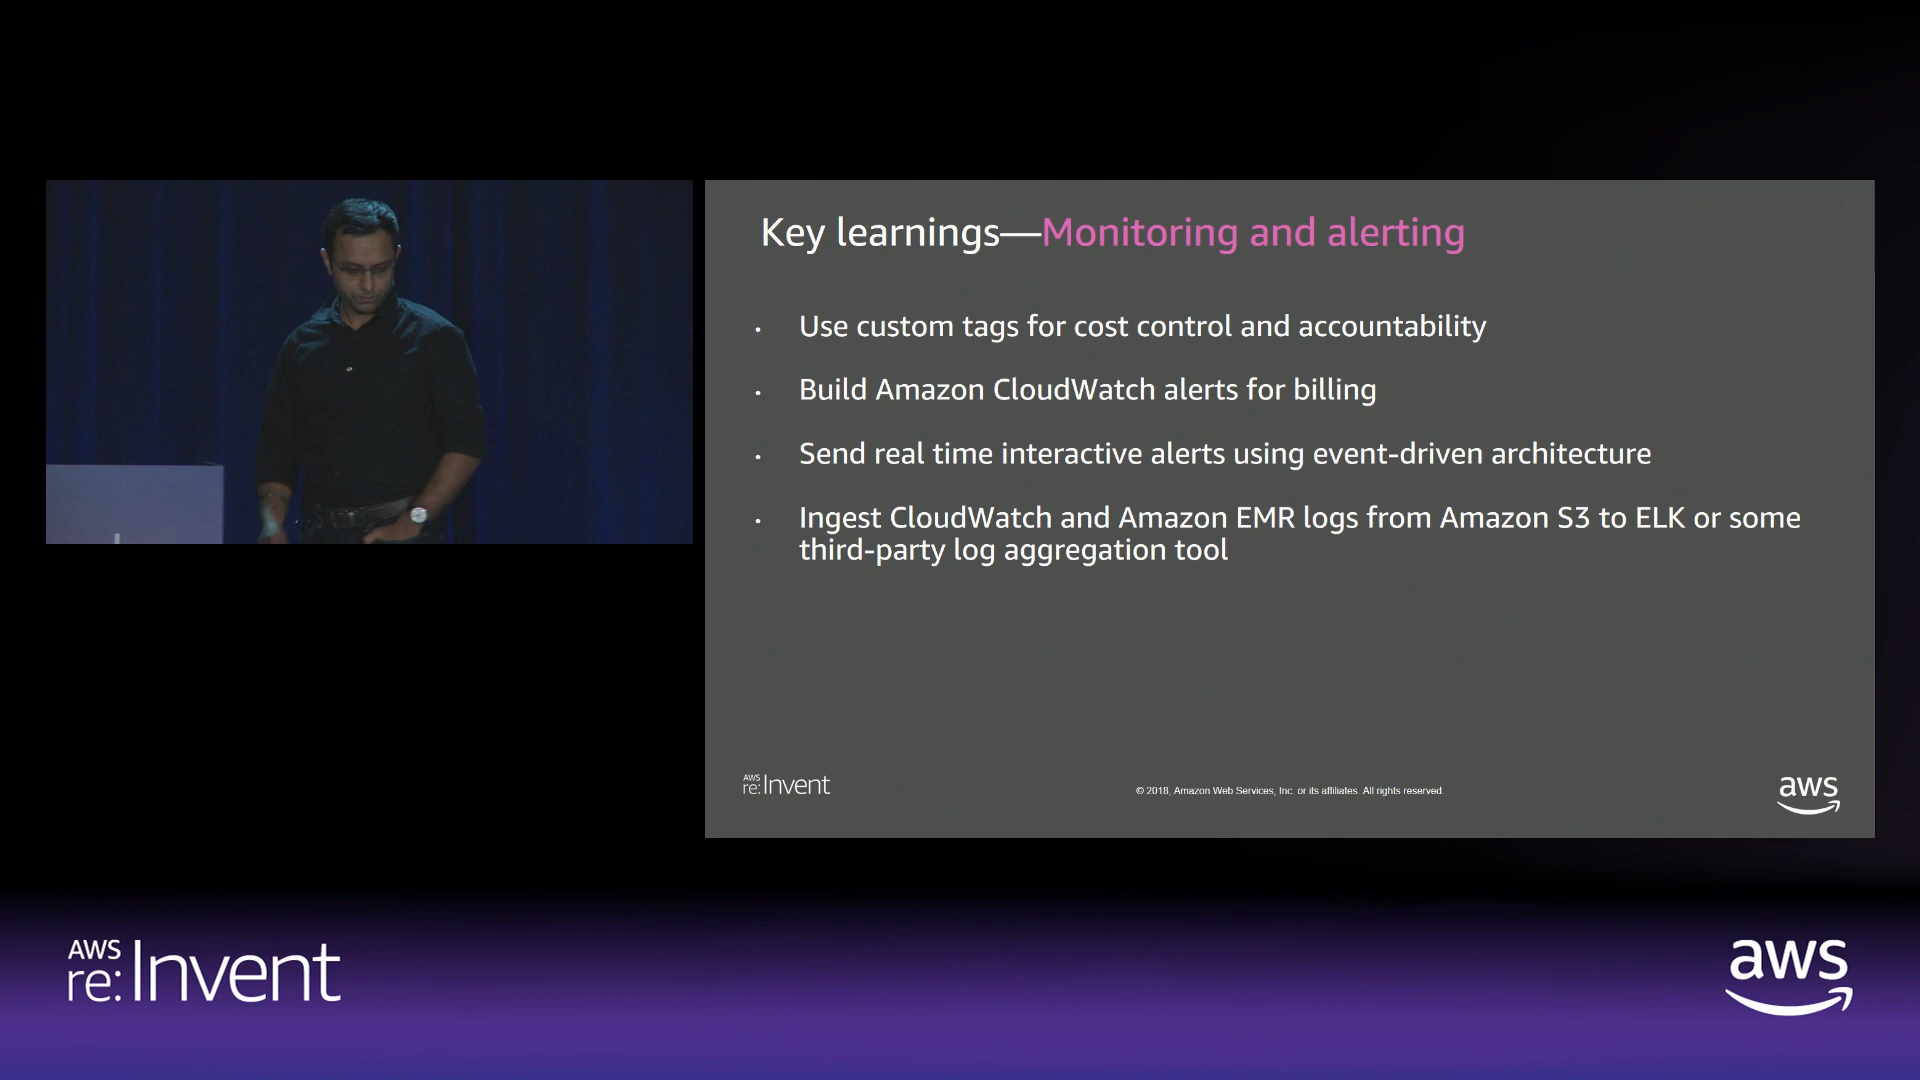 Key learnings—Monitoring and alerting
• Use custom tags for cost control and accountability
• Build Amazon CloudWatch alerts for billing
• Send real time interactive alerts using event-driven architecture
• Ingest CloudWatch and Amazon EMR logs from Amazon S3 to ELK or some
third-party log aggregation tool
AWS
re:Invent
© 2018, Amazon Web Services, Inc. or its affiliates. All rights reserved.
aws
AWS
re:Invent
aws